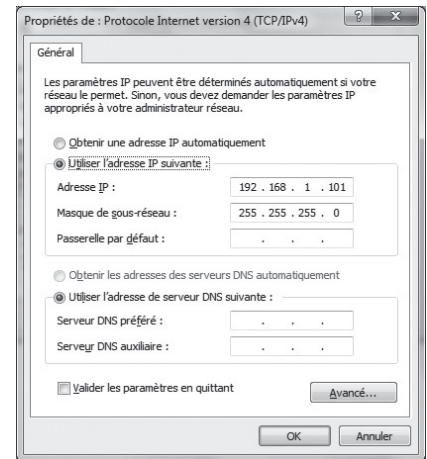 Propriétés de : Protocole Internet version 4 (TCP/IPv4)
Général
Les paramètres IP peuvent être déterminés automatiquement si votre
réseau le permet. Sinon, vous devez demander les paramètres IP
appropriés à votre administrateur réseau.
Obtenir une adresse IP automatiquement
Utiliser l'adresse IP suivante :
Adresse IP : 192 . 168 . 1 . 101
Masque de sous-réseau : 255 . 255 . 255 . 0
Passerelle par défaut : . . .
Obtenir les adresses des serveurs DNS automatiquement
Utiliser l'adresse de serveur DNS suivante :
Serveur DNS préféré : . . .
Serveur DNS auxiliaire : . . .
Valider les paramètres en quittant
Avancé...
OK Annuler